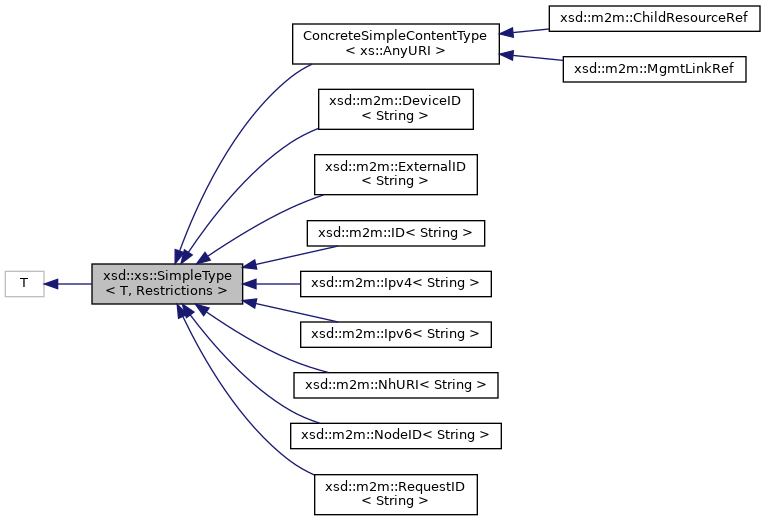 T
xsd::xs::SimpleType
< T, Restrictions >
ConcreteSimpleContentType
< xs::AnyURI >
xsd::m2m::ChildResourceRef
xsd::m2m::MgmtLinkRef
xsd::m2m::DeviceID
< String >
xsd::m2m::ExternalID
< String >
xsd::m2m::ID< String >
xsd::m2m::Ipv4< String >
xsd::m2m::Ipv6< String >
xsd::m2m::NhURI< String >
xsd::m2m::NodeID< String >
xsd::m2m::RequestID
< String >